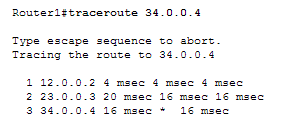 Router1#traceroute 34.0.0.4
Type escape sequence to abort.
Tracing the route to 34.0.0.4
1 12.0.0.2 4 msec 4 msec 4 msec
2 23.0.0.3 20 msec 16 msec 16 msec
3 34.0.0.4 16 msec * 16 msec